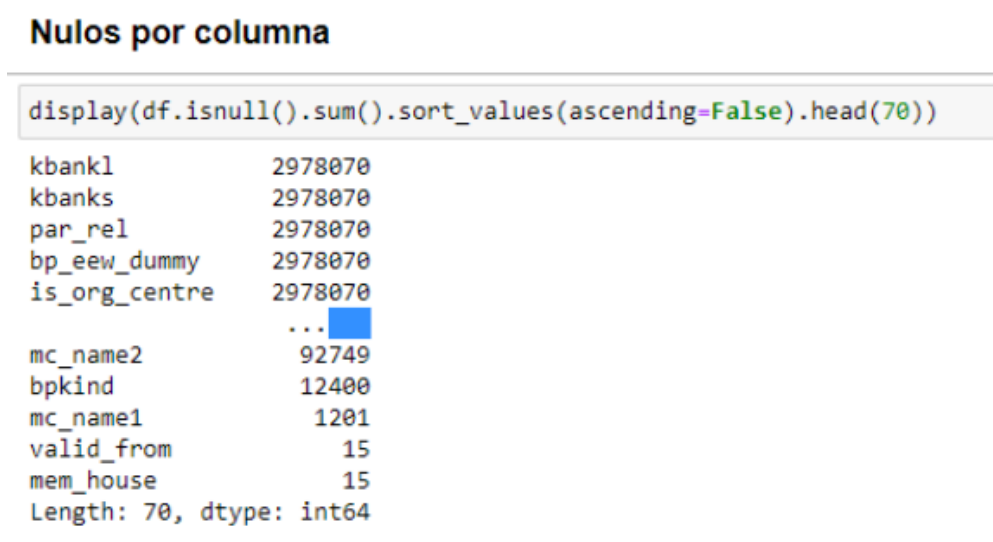 Nulos por columna
display(df.isnull().sum().sort_values(ascending=False).head(70))
kbankl 2978070
kbanks 2978070
par_rel 2978070
bp_eew_dummy 2978070
is_org_centre 2978070
...
mc_name2 92749
bpkind 12400
mc_name1 1201
valid_from 15
mem_house 15
Length: 70, dtype: int64